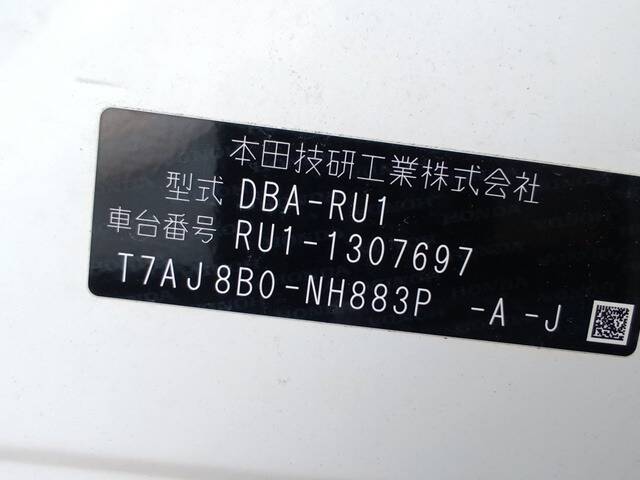 本田技研工業株式会社
型式 DBA-RU1
車台番号 RU1-1307697
T7AJ8B0-NH883P -A-J